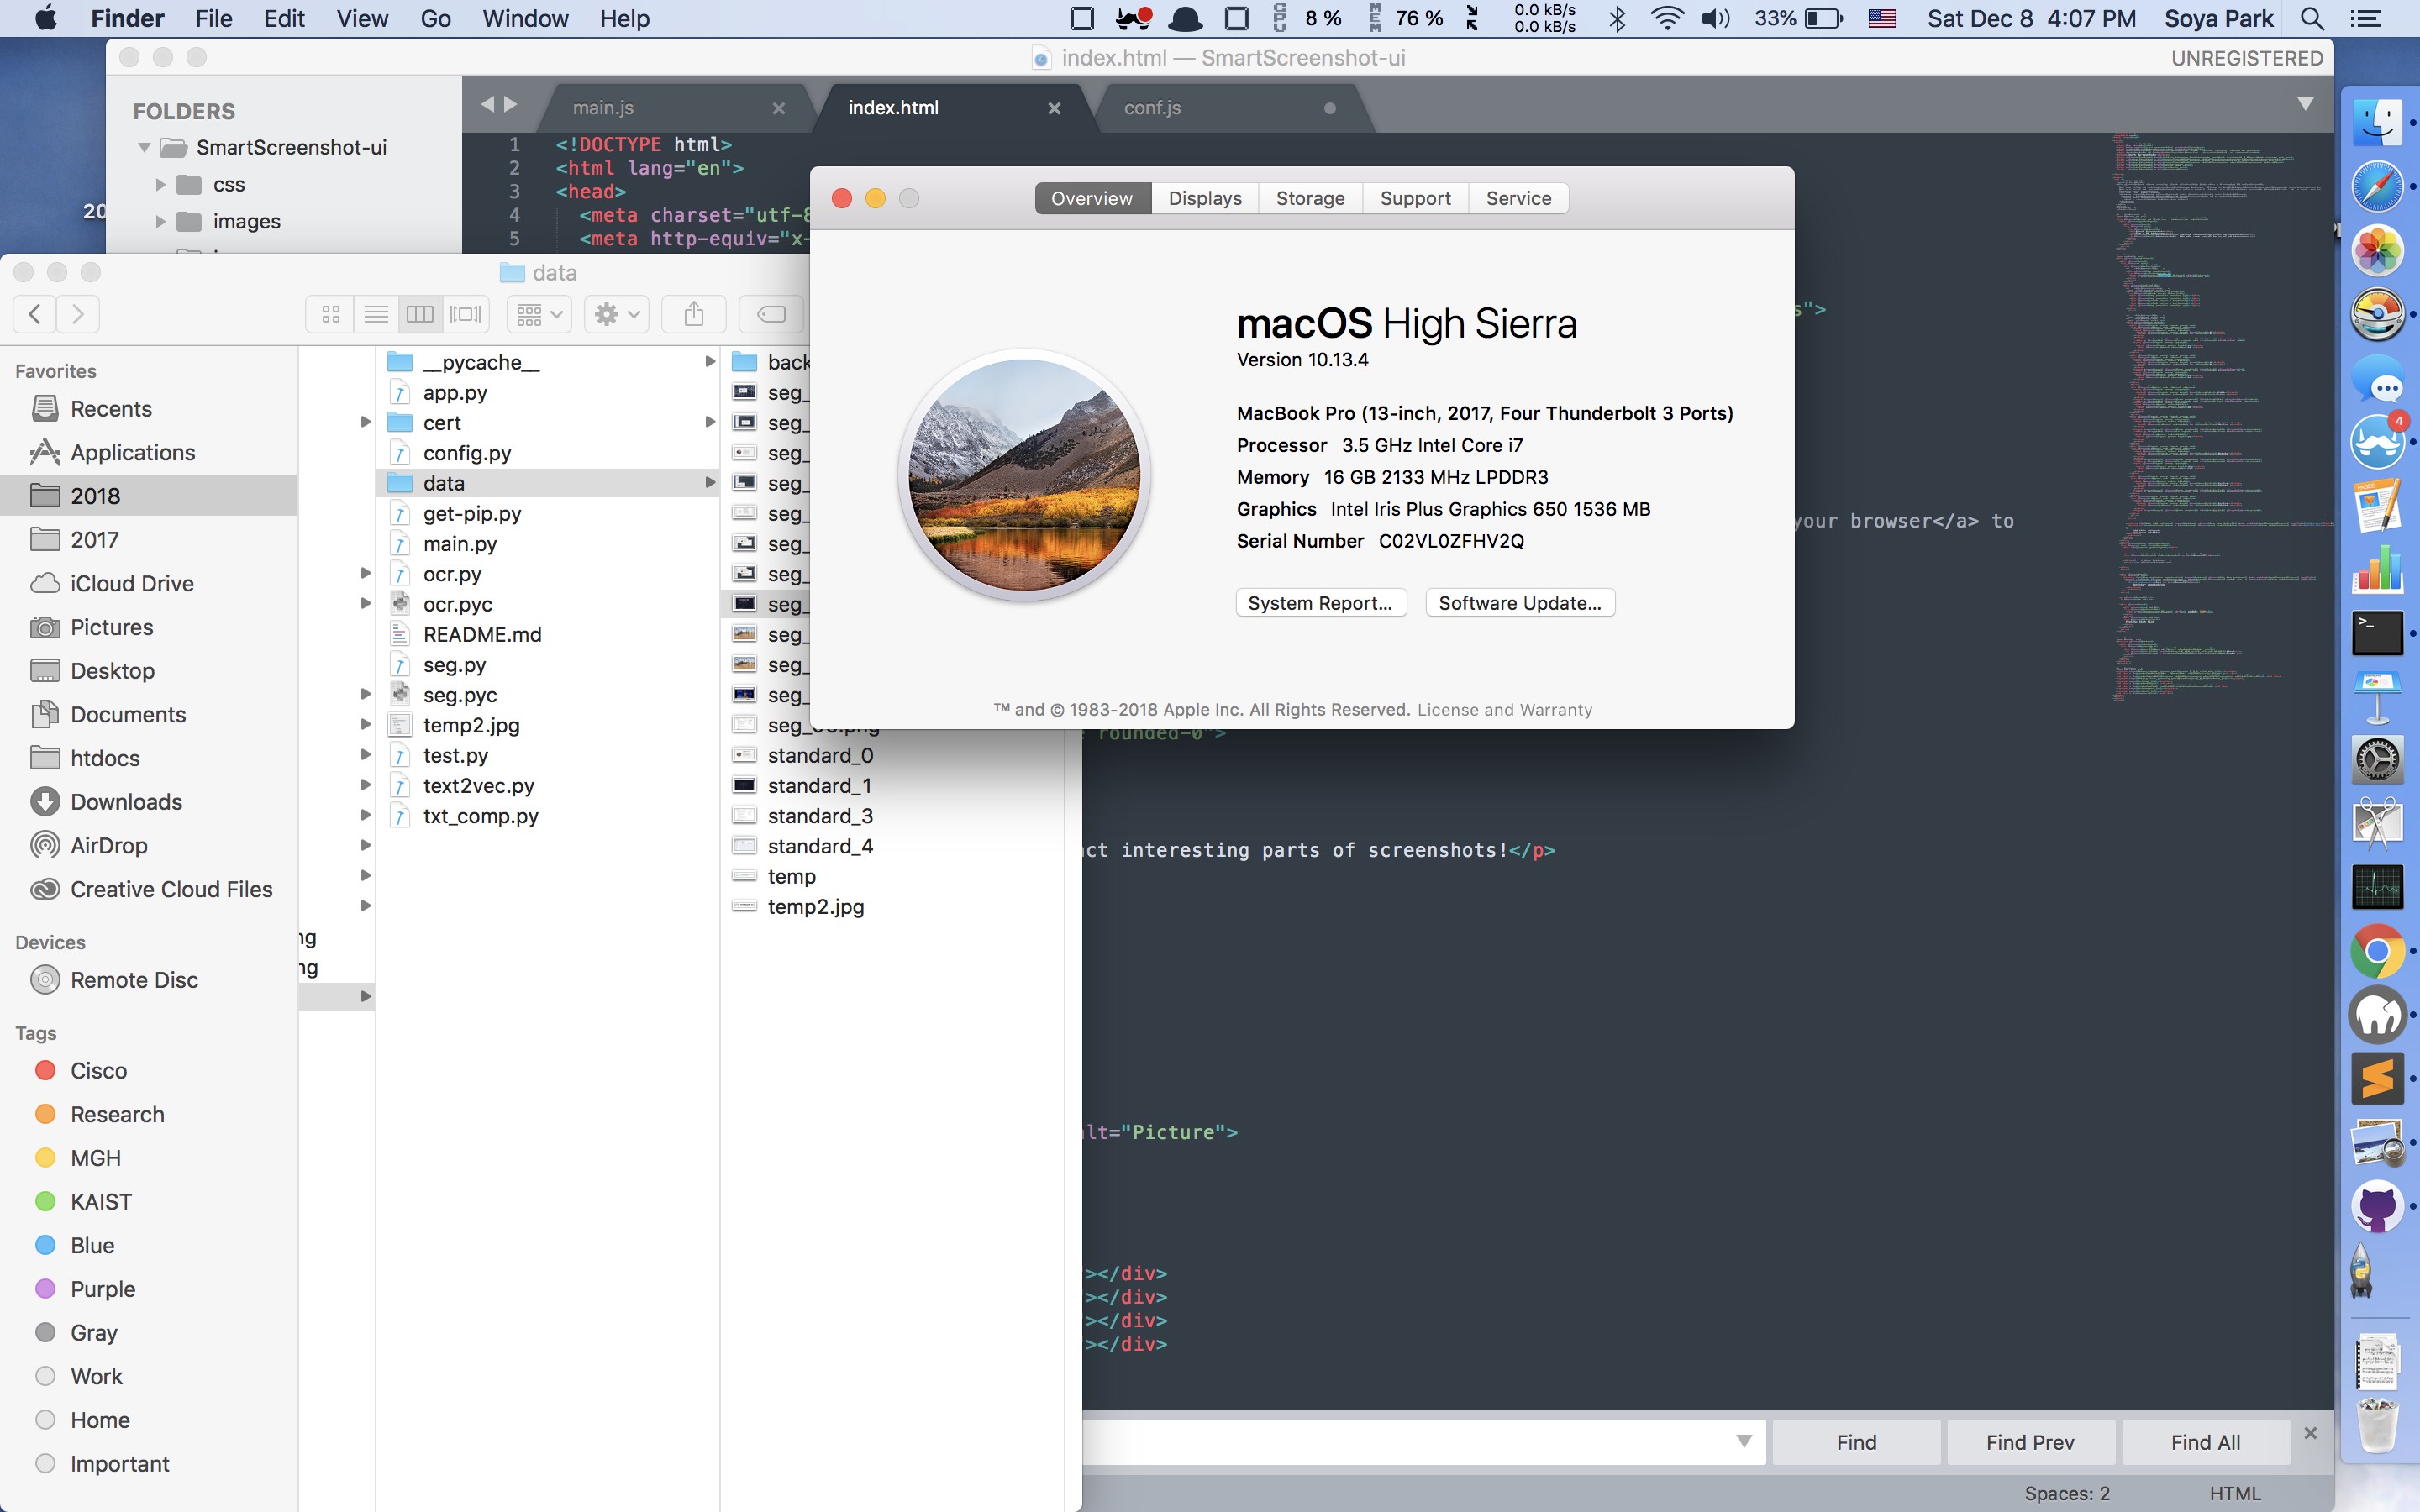 Finder File Edit View Go Window Help
CPU 8 % MEM 76 % 0.0 kB/s 0.0 kB/s 33% Sat Dec 8 4:07 PM Soya Park
index.html — SmartScreenshot-ui
UNREGISTERED
FOLDERS
SmartScreenshot-ui
css
images
main.js
index.html
conf.js
1 <!DOCTYPE html>
2 <html lang="en">
3 <head>
4 <meta charset="utf-8
5 <meta http-equiv="x-
20
s">
your browser</a> to
rounded-0">
ct interesting parts of screenshots!</p>
lt="Picture">
></div>
></div>
></div>
></div>
Find
Find Prev
Find All
Spaces: 2
HTML
data
Favorites
Recents
Applications
2018
2017
iCloud Drive
Pictures
Desktop
Documents
htdocs
Downloads
AirDrop
Creative Cloud Files
Devices
Remote Disc
Tags
Cisco
Research
MGH
KAIST
Blue
Purple
Gray
Work
Home
Important
ng
ng
__pycache__
app.py
cert
config.py
data
get-pip.py
main.py
ocr.py
ocr.pyc
README.md
seg.py
seg.pyc
temp2.jpg
test.py
text2vec.py
txt_comp.py
back
seg_
seg_
seg_
seg_
seg_
seg_
seg_
seg_
seg_
seg_
seg_
standard_0
standard_1
standard_3
standard_4
temp
temp2.jpg
Overview Displays Storage Support Service
macOS High Sierra
Version 10.13.4
MacBook Pro (13-inch, 2017, Four Thunderbolt 3 Ports)
Processor 3.5 GHz Intel Core i7
Memory 16 GB 2133 MHz LPDDR3
Graphics Intel Iris Plus Graphics 650 1536 MB
Serial Number C02VL0ZFHV2Q
System Report...
Software Update...
™ and © 1983-2018 Apple Inc. All Rights Reserved. License and Warranty
4